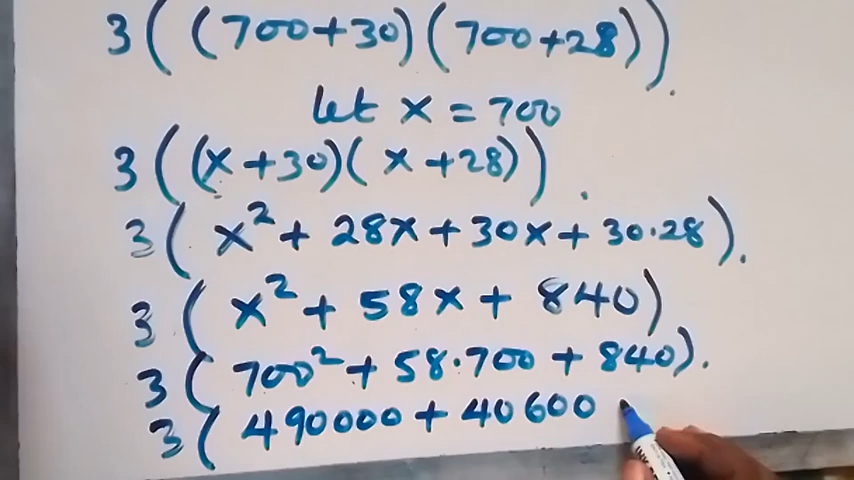 3((700+30)(700+28)).
let x = 700
3((x+30)(x+28)).
3(x²+28x+30x+30·28).
3(x²+58x+840)
3(700²+58·700+840).
3(490000+40600